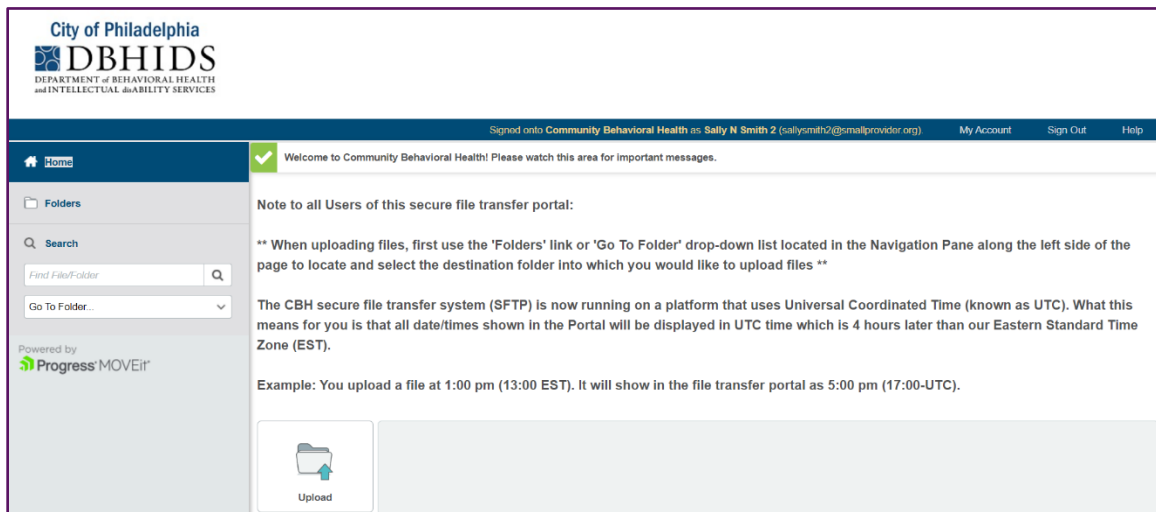 City of Philadelphia
DBHIDS
DEPARTMENT of BEHAVIORAL HEALTH
and INTELLECTUAL disABILITY SERVICES
Signed onto Community Behavioral Health as Sally N Smith 2 (sallysmith2@smallprovider.org). My Account Sign Out Help
Home
Welcome to Community Behavioral Health! Please watch this area for important messages.
Folders
Note to all Users of this secure file transfer portal:
Search
** When uploading files, first use the 'Folders' link or 'Go To Folder' drop-down list located in the Navigation Pane along the left side of the
page to locate and select the destination folder into which you would like to upload files **
Find File/Folder
Go To Folder...
The CBH secure file transfer system (SFTP) is now running on a platform that uses Universal Coordinated Time (known as UTC). What this
means for you is that all date/times shown in the Portal will be displayed in UTC time which is 4 hours later than our Eastern Standard Time
Zone (EST).
Powered by
Progress MOVEit
Example: You upload a file at 1:00 pm (13:00 EST). It will show in the file transfer portal as 5:00 pm (17:00-UTC).
Upload